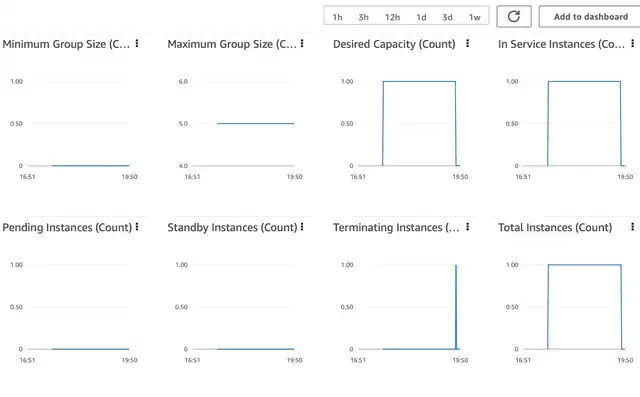 1h 3h 12h 1d 3d 1w Add to dashboard
Minimum Group Size (C... Maximum Group Size (C... Desired Capacity (Count) In Service Instances (Co...
1.00 6.0 1.00 1.00
0.50 5.0 0.50 0.50
0 4.0 0 0
16:51 19:50 16:51 19:50 16:51 19:50 16:51 19:50
Pending Instances (Count) Standby Instances (Count) Terminating Instances (... Total Instances (Count)
1.00 1.00 1.00 1.00
0.50 0.50 0.50 0.50
0 0 0 0
16:51 19:50 16:51 19:50 16:51 19:50 16:51 19:50